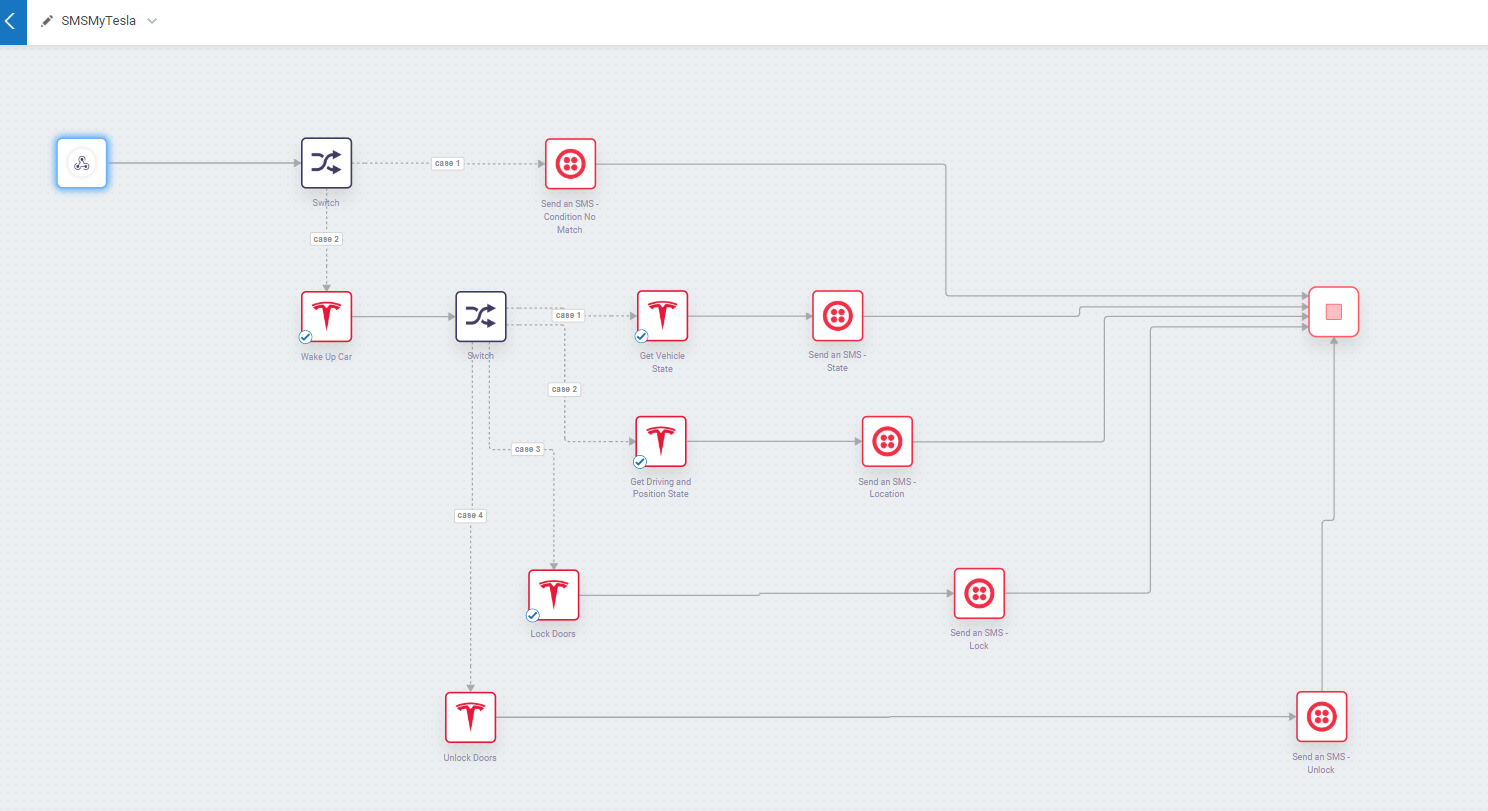 SMSMyTesla
case 1
Switch
Send an SMS -
Condition No
Match
case 2
case 1
Wake Up Car
Switch
Get Vehicle
State
Send an SMS -
State
case 2
case 3
Get Driving and
Position State
Send an SMS -
Location
case 4
Lock Doors
Send an SMS -
Lock
Unlock Doors
Send an SMS -
Unlock